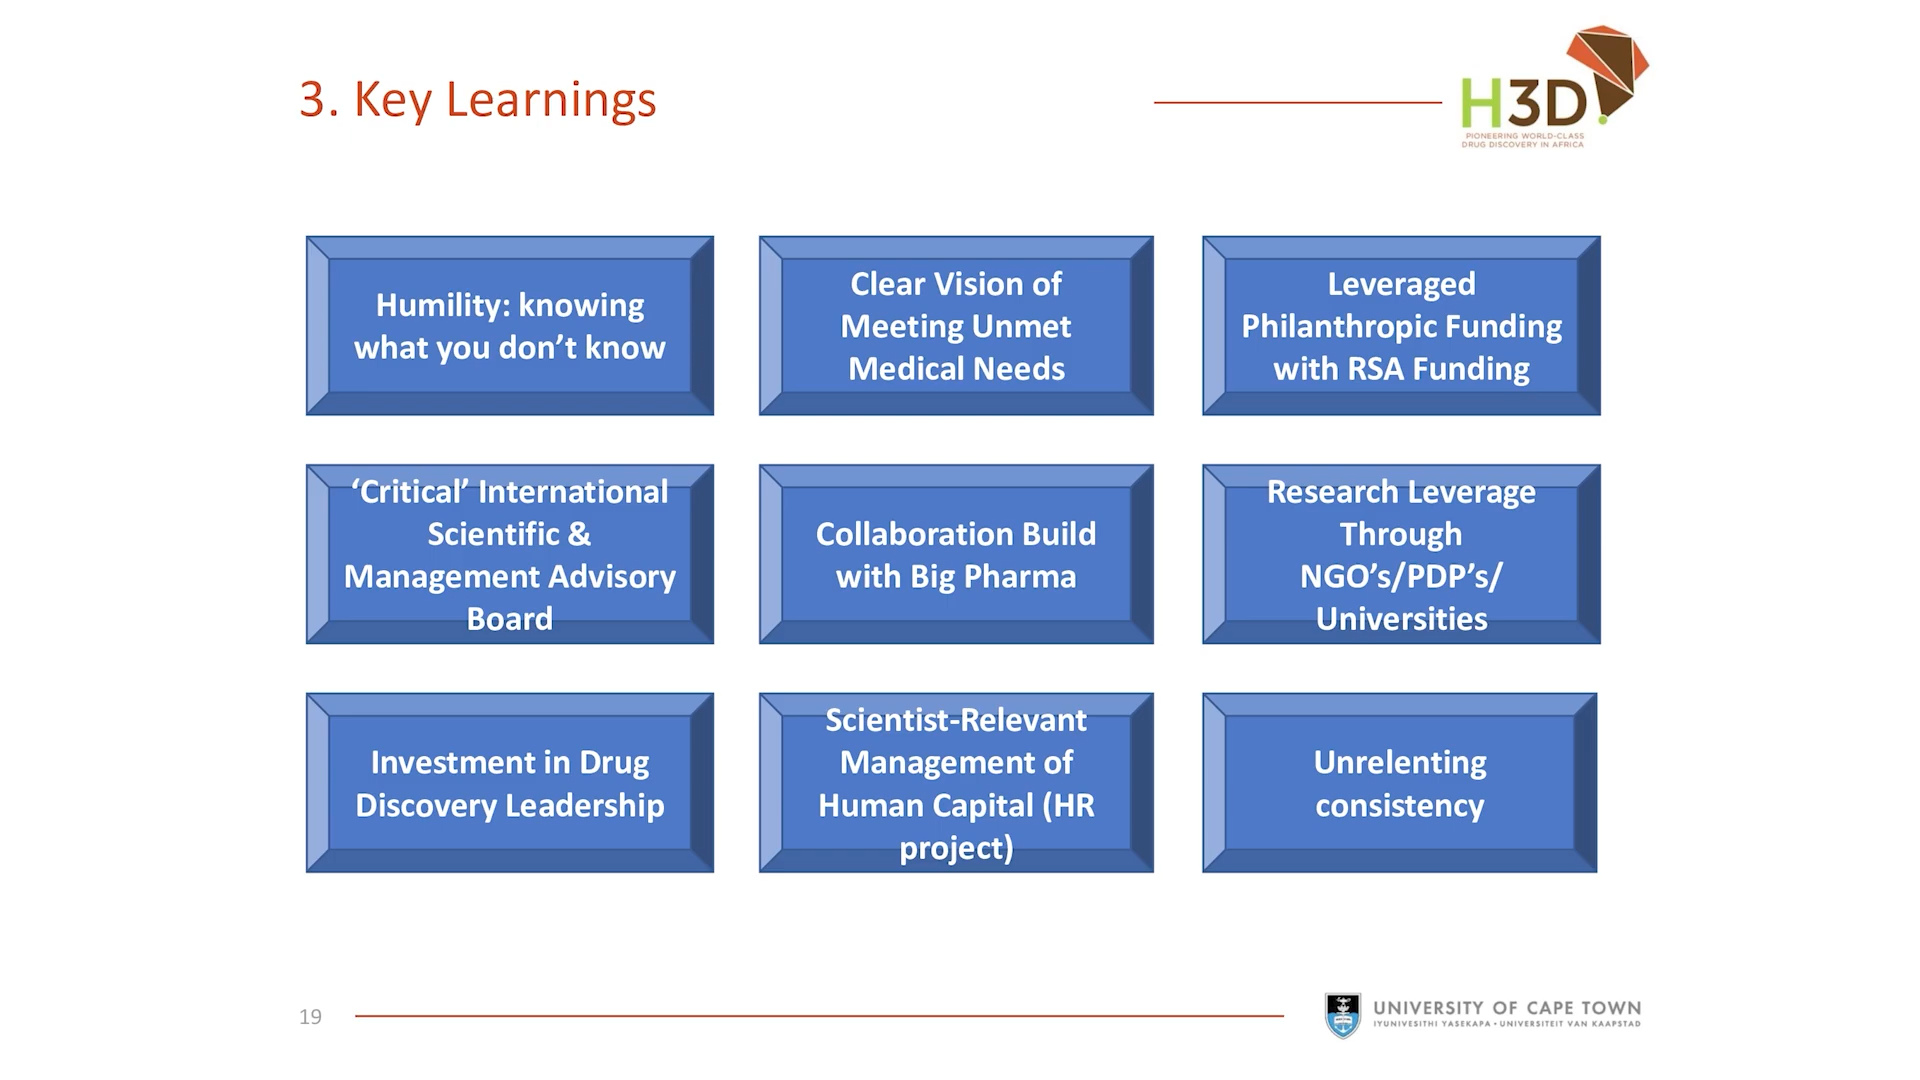 3. Key Learnings
H3D
PIONEERING WORLD-CLASS
DRUG DISCOVERY IN AFRICA
Humility: knowing
what you don’t know
Clear Vision of
Meeting Unmet
Medical Needs
Leveraged
Philanthropic Funding
with RSA Funding
‘Critical’ International
Scientific &
Management Advisory
Board
Collaboration Build
with Big Pharma
Research Leverage
Through
NGO’s/PDP’s/
Universities
Investment in Drug
Discovery Leadership
Scientist-Relevant
Management of
Human Capital (HR
project)
Unrelenting
consistency
19
UNIVERSITY OF CAPE TOWN
IYUNIVESITHI YASEKAPA • UNIVERSITEIT VAN KAAPSTAD